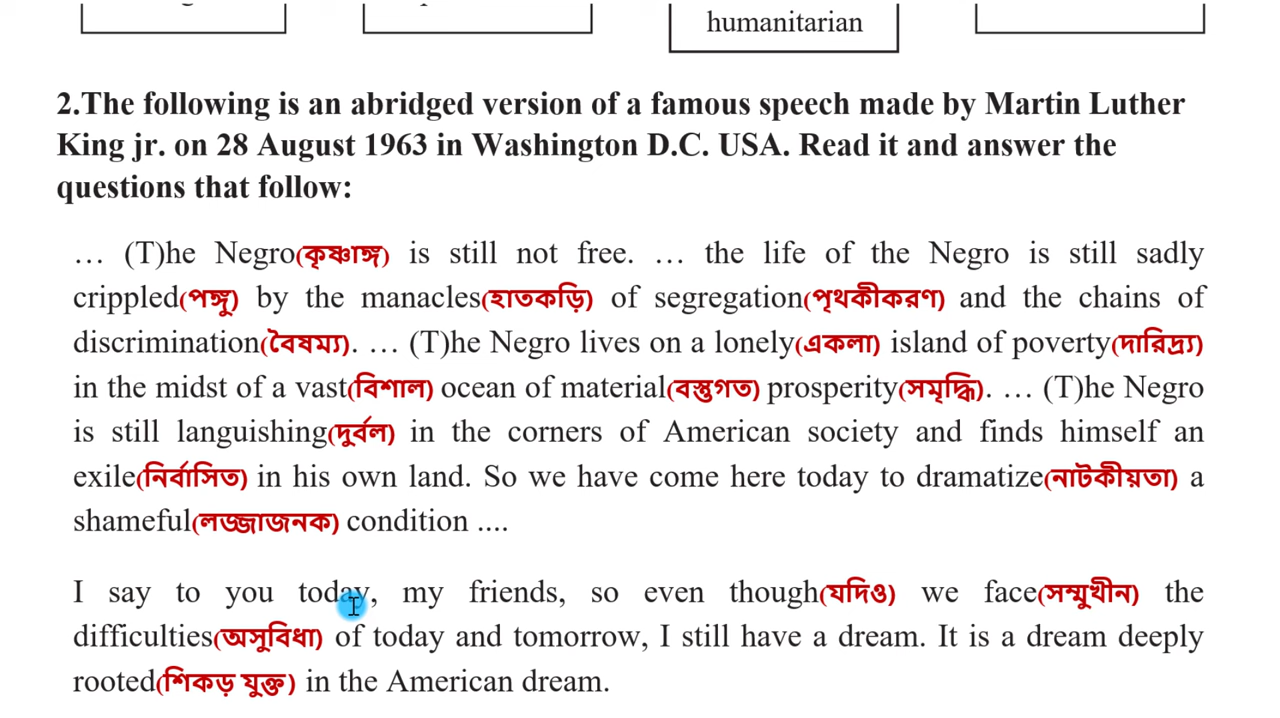 humanitarian
2.The following is an abridged version of a famous speech made by Martin Luther
King jr. on 28 August 1963 in Washington D.C. USA. Read it and answer the
questions that follow:
… (T)he Negro(কৃষ্ণাঙ্গ) is still not free. … the life of the Negro is still sadly
crippled(পঙ্গু) by the manacles(হাতকড়ি) of segregation(পৃথকীকরণ) and the chains of
discrimination(বৈষম্য). … (T)he Negro lives on a lonely(একলা) island of poverty(দারিদ্র্য)
in the midst of a vast(বিশাল) ocean of material(বস্তুগত) prosperity(সমৃদ্ধি). … (T)he Negro
is still languishing(দুর্বল) in the corners of American society and finds himself an
exile(নির্বাসিত) in his own land. So we have come here today to dramatize(নাটকীয়তা) a
shameful(লজ্জাজনক) condition ....
I say to you today, my friends, so even though(যদিও) we face(সম্মুখীন) the
difficulties(অসুবিধা) of today and tomorrow, I still have a dream. It is a dream deeply
rooted(শিকড় যুক্ত) in the American dream.